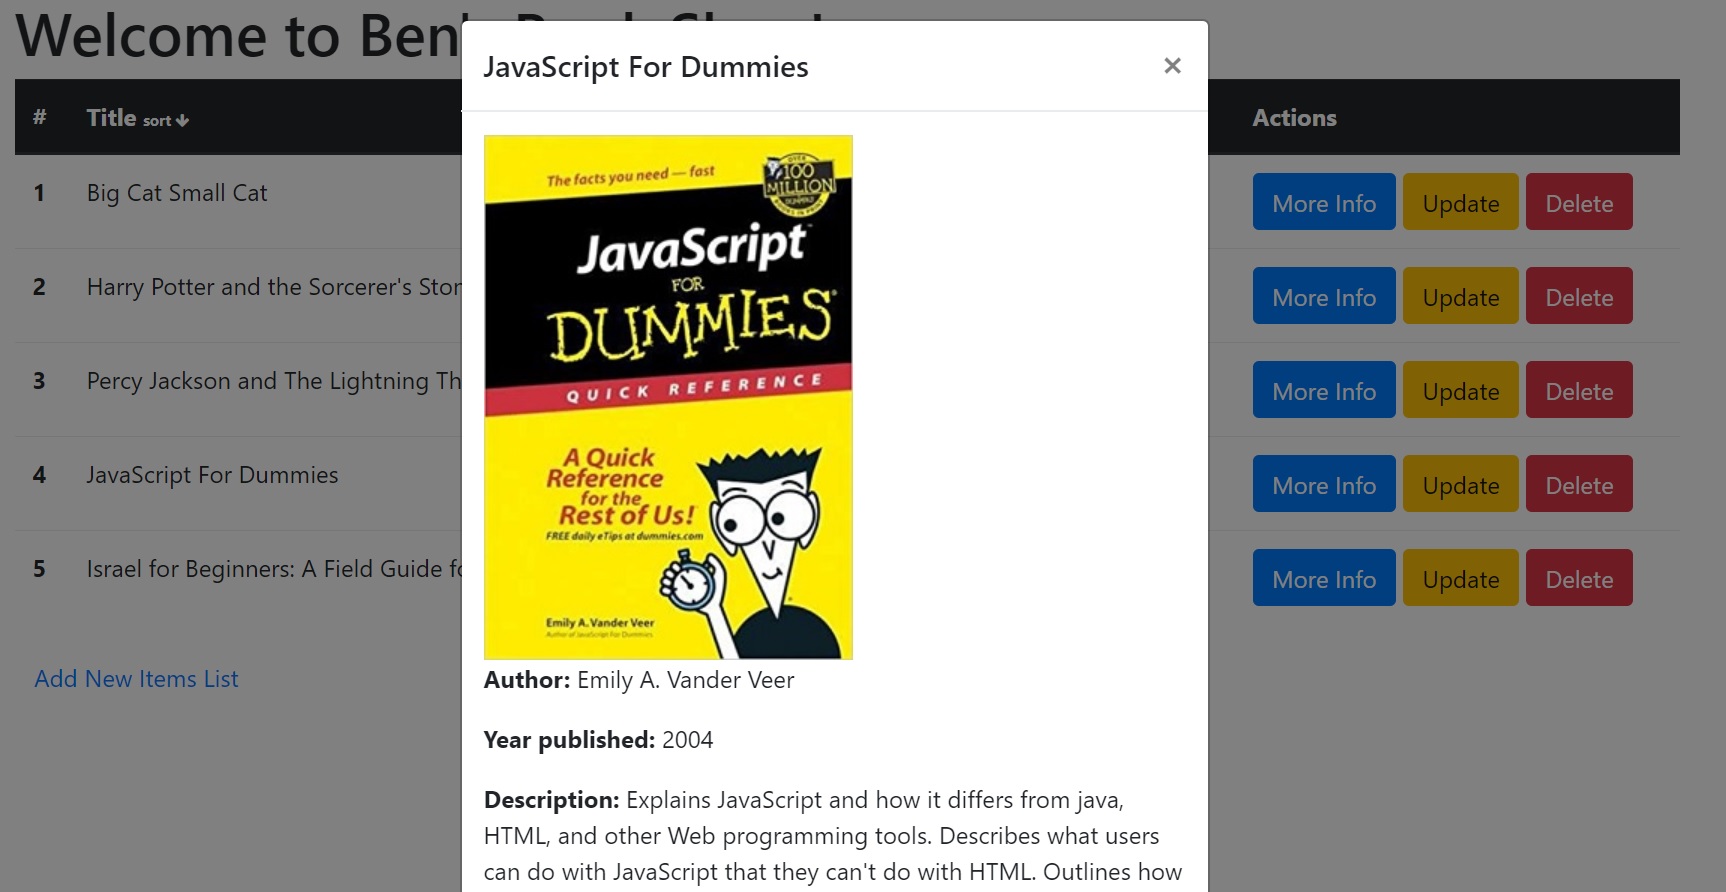 Welcome to Ben
JavaScript For Dummies ×
# Title sort Actions
1 Big Cat Small Cat More Info Update Delete
2 Harry Potter and the Sorcerer's Stor More Info Update Delete
3 Percy Jackson and The Lightning Th More Info Update Delete
4 JavaScript For Dummies More Info Update Delete
5 Israel for Beginners: A Field Guide fo More Info Update Delete
Add New Items List
The facts you need — fast
OVER
100
MILLION
BOOKS IN PRINT
JavaScript™
FOR
DUMMIES®
QUICK REFERENCE
A Quick
Reference
for the
Rest of Us!
FREE daily eTips at dummies.com
Emily A. Vander Veer
Author of JavaScript For Dummies
Author: Emily A. Vander Veer
Year published: 2004
Description: Explains JavaScript and how it differs from java,
HTML, and other Web programming tools. Describes what users
can do with JavaScript that they can't do with HTML. Outlines how